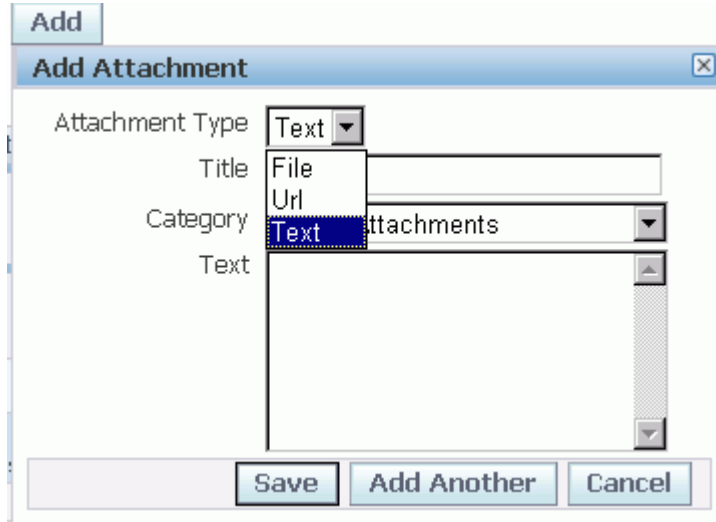 Add
Add Attachment
Attachment Type Text
File
Url
Text
Title
Category ttachments
Text
Save Add Another Cancel